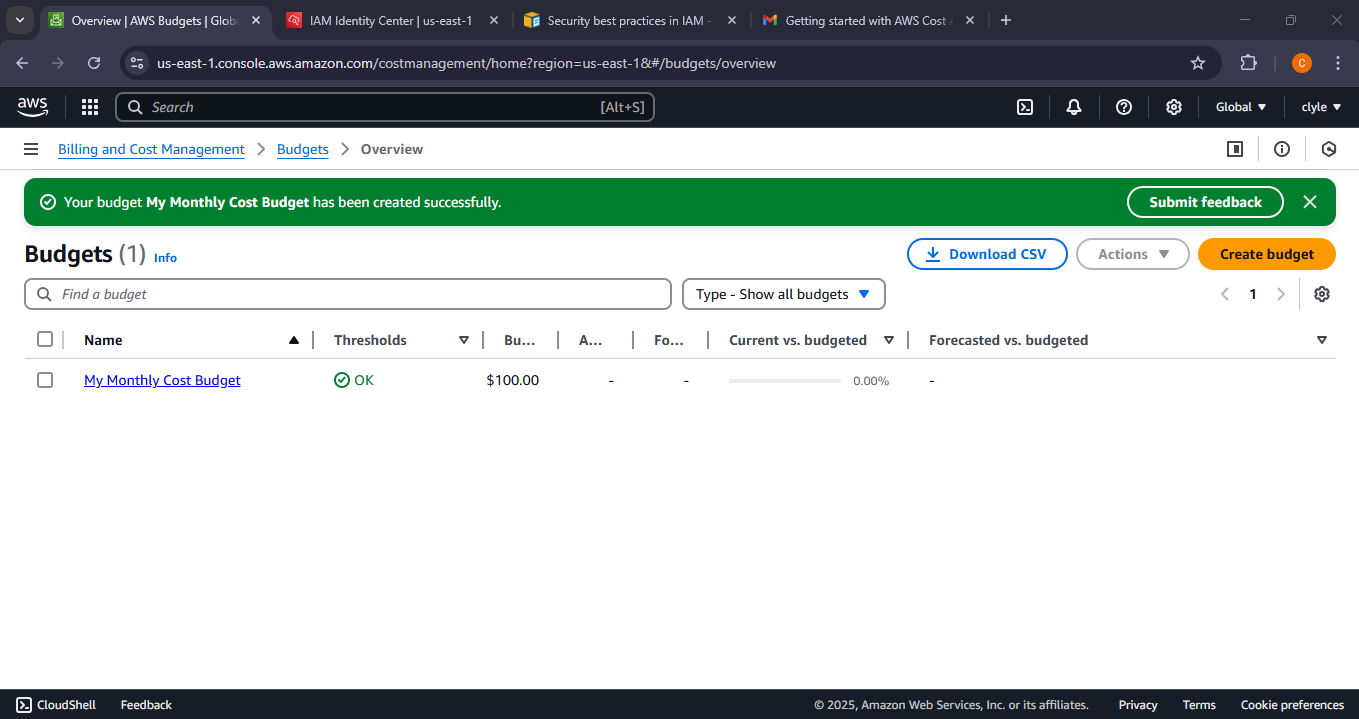 Overview | AWS Budgets | Globa
IAM Identity Center | us-east-1
Security best practices in IAM -
Getting started with AWS Cost A
us-east-1.console.aws.amazon.com/costmanagement/home?region=us-east-1&#/budgets/overview
C
aws
Search
[Alt+S]
Global
clyle
Billing and Cost Management
Budgets
Overview
Your budget My Monthly Cost Budget has been created successfully.
Submit feedback
Budgets (1)
Info
Download CSV
Actions
Create budget
Find a budget
Type - Show all budgets
1
Name
Thresholds
Bu...
A...
Fo...
Current vs. budgeted
Forecasted vs. budgeted
My Monthly Cost Budget
OK
$100.00
-
-
0.00%
-
CloudShell
Feedback
© 2025, Amazon Web Services, Inc. or its affiliates.
Privacy
Terms
Cookie preferences